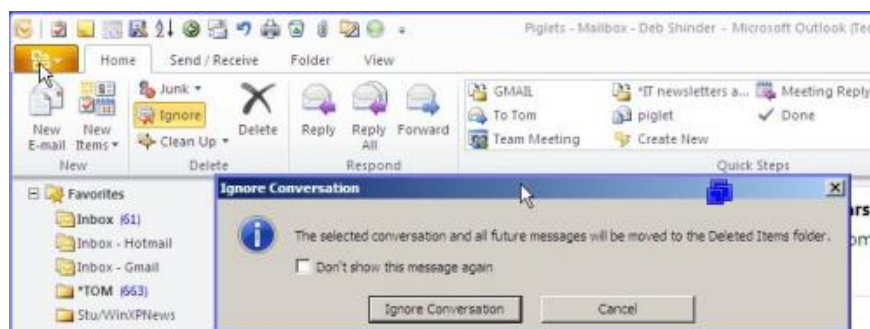 Piglets - Mailbox - Deb Shinder - Microsoft Outlook (Tec
Home Send / Receive Folder View
New E-mail
New Items
Junk
Ignore
Clean Up
Delete
Reply
Reply All
Forward
GMAIL
To Tom
Team Meeting
*IT newsletters a...
piglet
Create New
Meeting Reply
Done
New Delete Respond Quick Steps
Favorites
Inbox (61)
Inbox - Hotmail
Inbox - Gmail
*TOM (663)
Stu/WinXPNews
Ignore Conversation
The selected conversation and all future messages will be moved to the Deleted Items folder.
Don't show this message again
Ignore Conversation Cancel